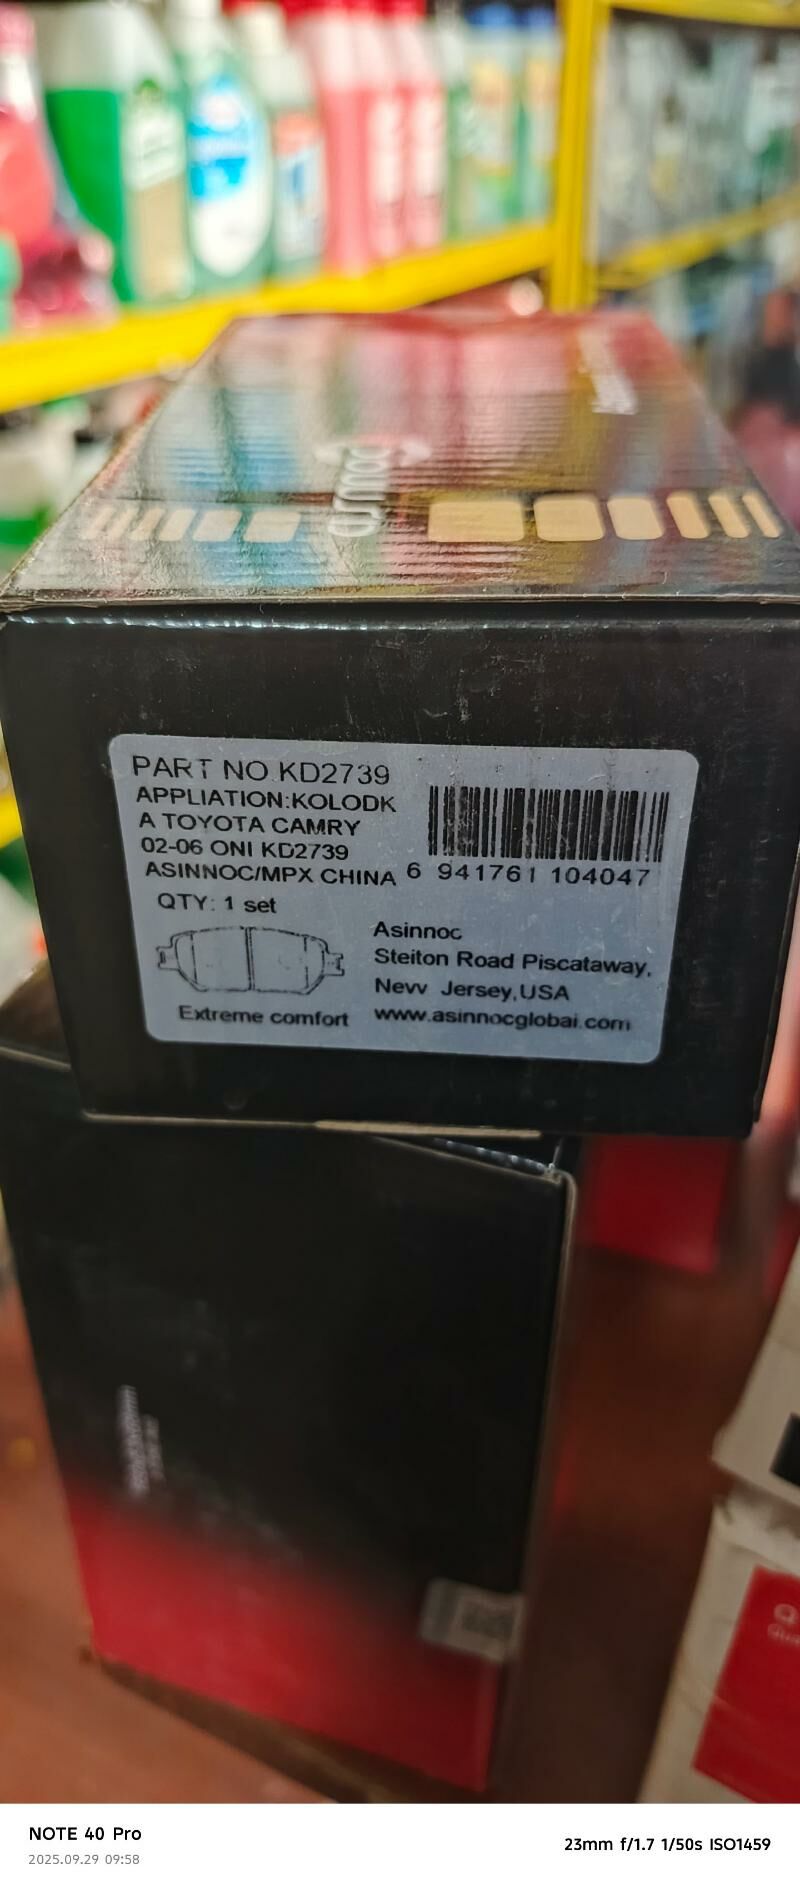 PART NO.KD2739
APPLIATION:KOLODK
A TOYOTA CAMRY
02-06 ONI KD2739
ASINNOC/MPX CHINA
6 941761 104047
QTY: 1 set
Asinnoc
Steiton Road Piscataway,
New Jersey,USA
Extreme comfort
www.asinnocglobai.com
NOTE 40 Pro
2025.09.29 09:58
23mm f/1.7 1/50s ISO1459